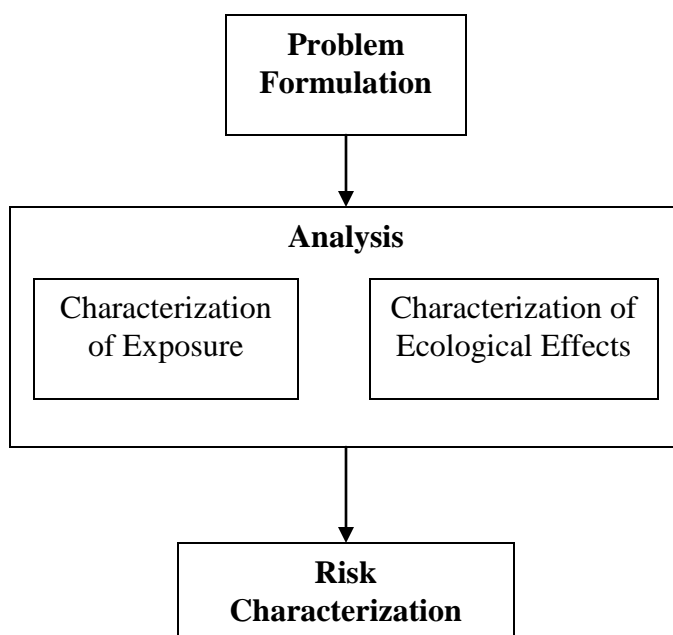 Problem
Formulation
Analysis
Characterization
of Exposure
Characterization of
Ecological Effects
Risk
Characterization